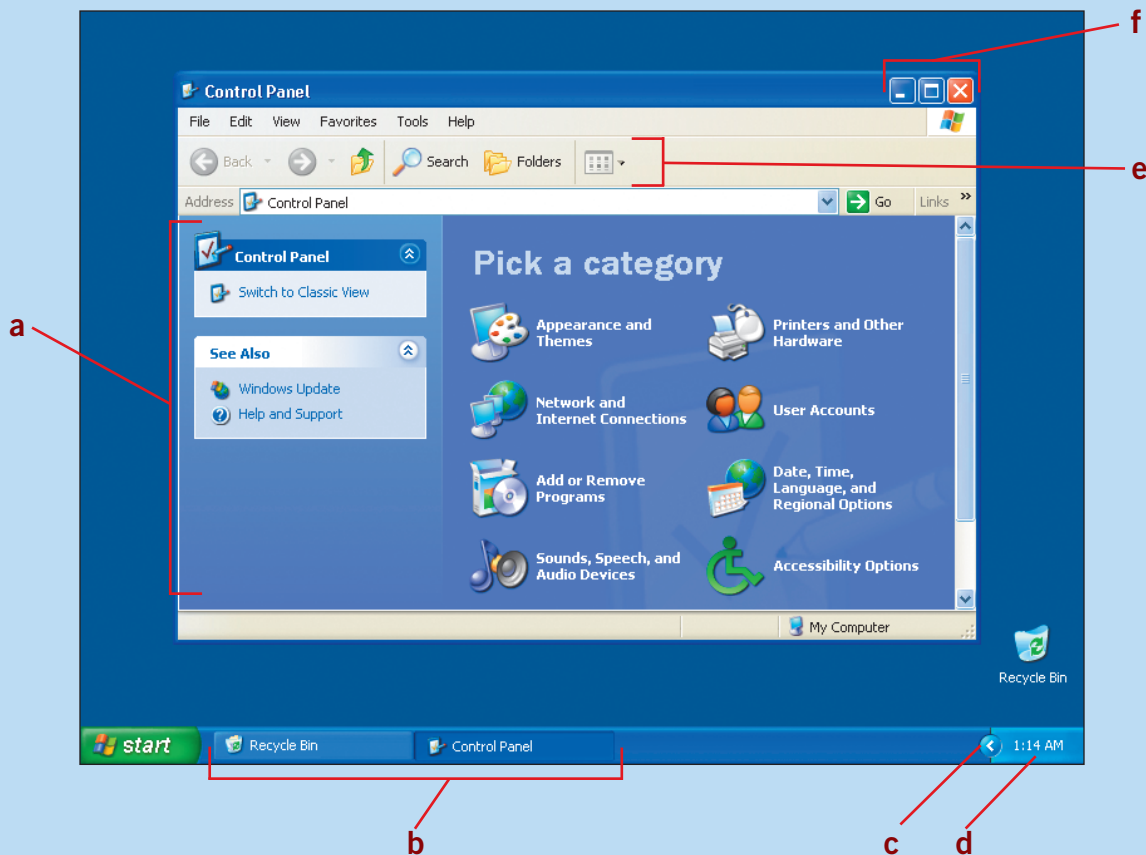 f
Control Panel
File Edit View Favorites Tools Help
Back Search Folders
e
Address Control Panel Go Links »
Control Panel
Switch to Classic View
See Also
Windows Update
Help and Support
a
Pick a category
Appearance and
Themes
Printers and Other
Hardware
Network and
Internet Connections
User Accounts
Add or Remove
Programs
Date, Time,
Language, and
Regional Options
Sounds, Speech, and
Audio Devices
Accessibility Options
My Computer
Recycle Bin
start Recycle Bin Control Panel 1:14 AM
b c d